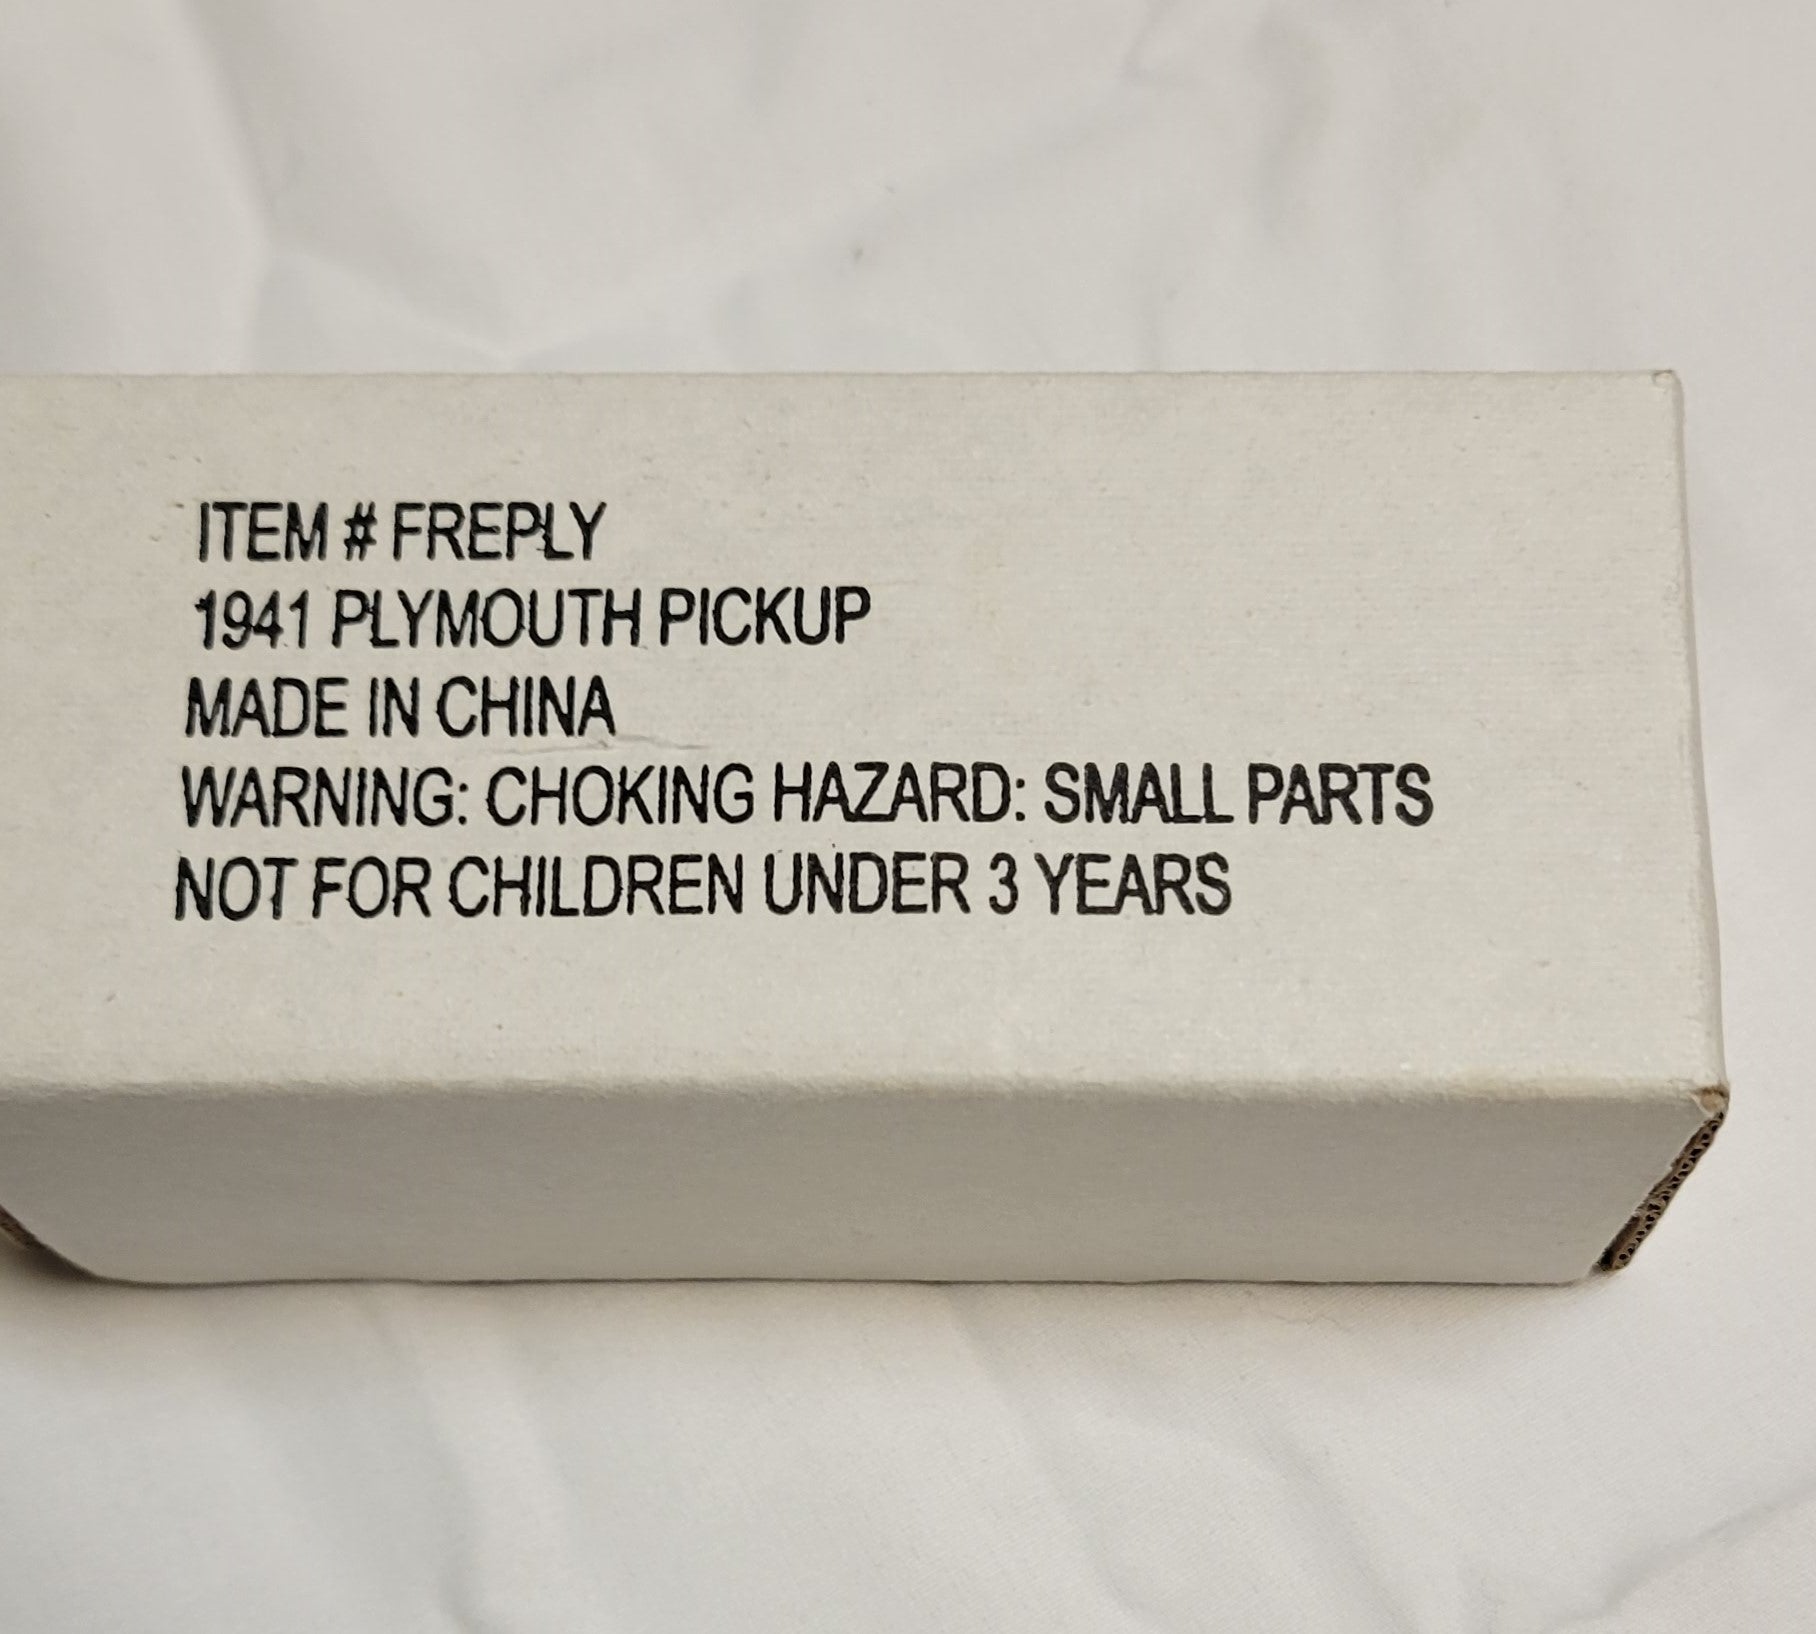 ITEM # FREPLY
1941 PLYMOUTH PICKUP
MADE IN CHINA
WARNING: CHOKING HAZARD: SMALL PARTS
NOT FOR CHILDREN UNDER 3 YEARS